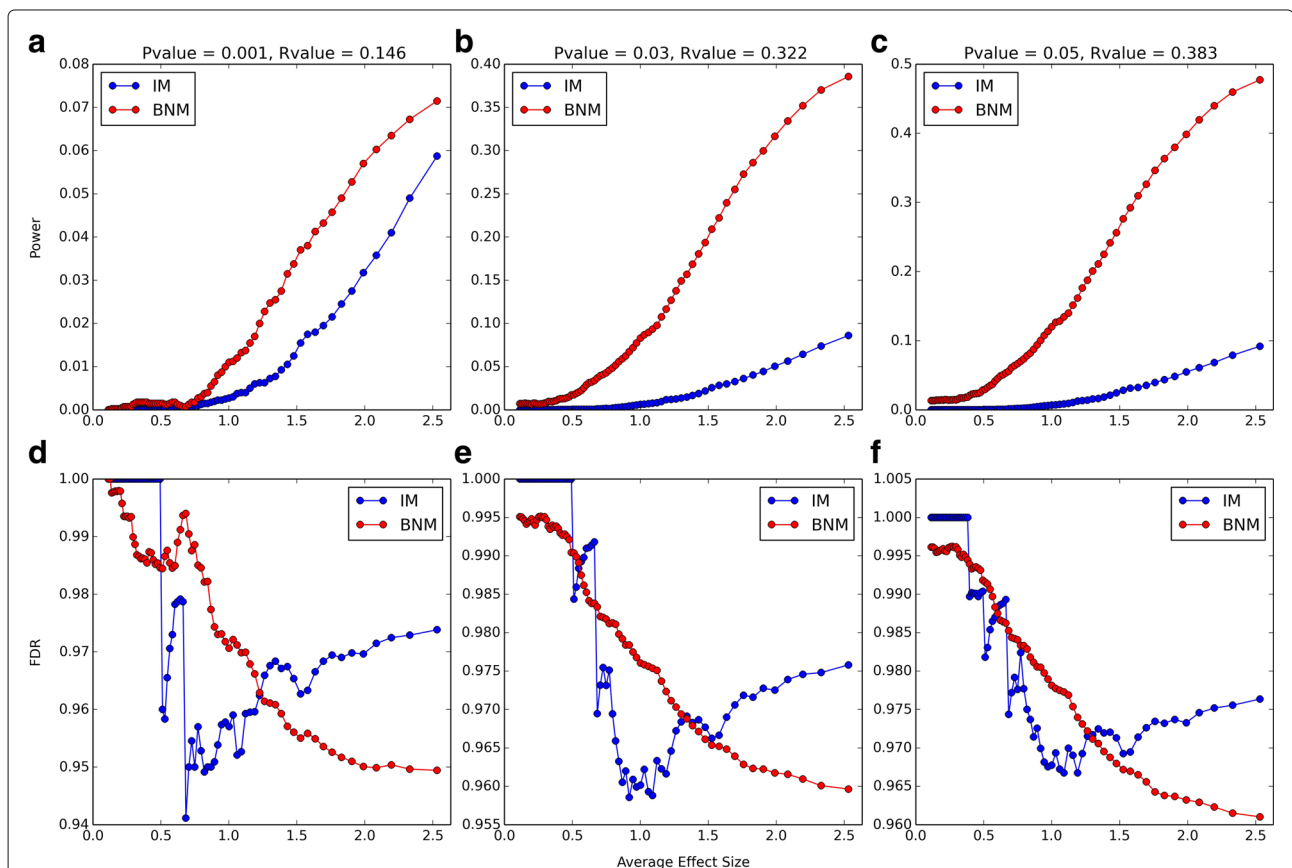 a
Pvalue = 0.001, Rvalue = 0.146
b
Pvalue = 0.03, Rvalue = 0.322
c
Pvalue = 0.05, Rvalue = 0.383
0.08
0.07
0.06
0.05
0.04
0.03
0.02
0.01
0.00
Power
IM
BNM
0.0 0.5 1.0 1.5 2.0 2.5
0.40
0.35
0.30
0.25
0.20
0.15
0.10
0.05
0.00
IM
BNM
0.0 0.5 1.0 1.5 2.0 2.5
0.5
0.4
0.3
0.2
0.1
0.0
IM
BNM
0.0 0.5 1.0 1.5 2.0 2.5
d
1.00
0.99
0.98
0.97
0.96
0.95
0.94
FDR
IM
BNM
0.0 0.5 1.0 1.5 2.0 2.5
e
1.000
0.995
0.990
0.985
0.980
0.975
0.970
0.965
0.960
0.955
IM
BNM
0.0 0.5 1.0 1.5 2.0 2.5
f
1.005
1.000
0.995
0.990
0.985
0.980
0.975
0.970
0.965
0.960
IM
BNM
0.0 0.5 1.0 1.5 2.0 2.5
Average Effect Size